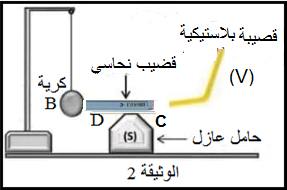 قصيبة بلاستيكية
(V)
قضيب نحاسي
كرية
B
D
C
(S)
حامل عازل
الوثيقة 2